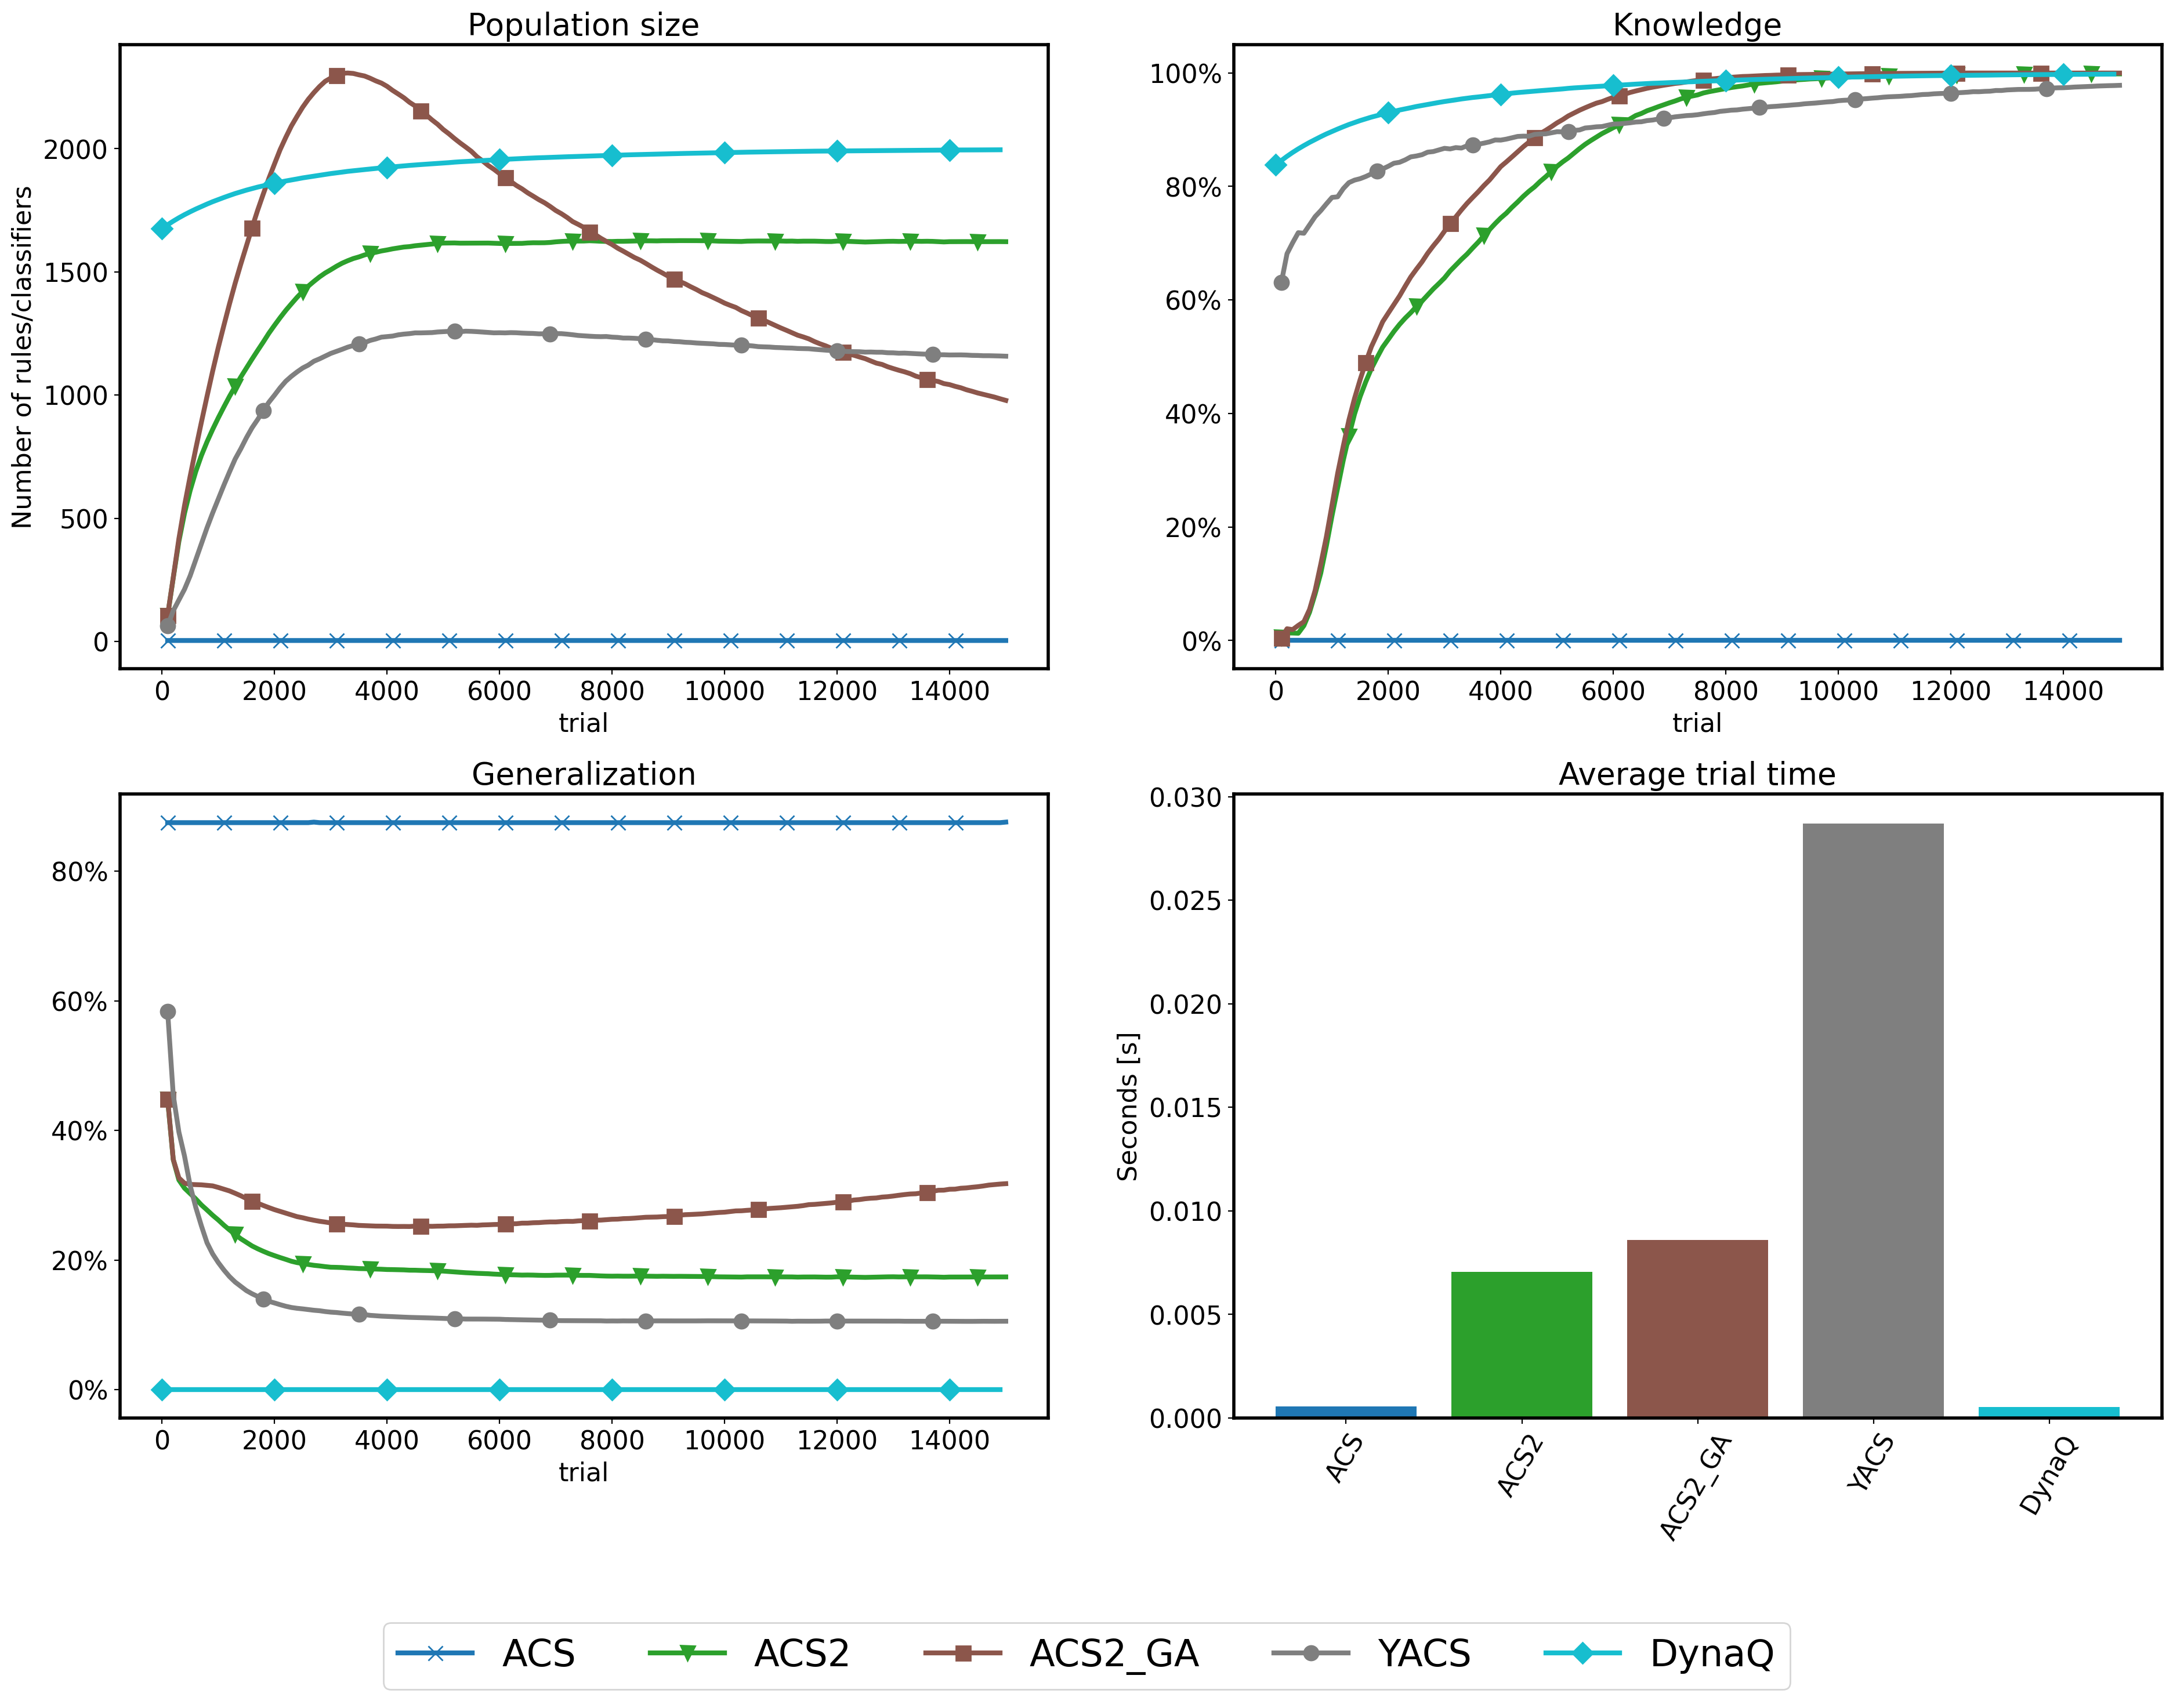 Population size
Number of rules/classifiers
2000
1500
1000
500
0
0 2000 4000 6000 8000 10000 12000 14000
trial
Knowledge
100%
80%
60%
40%
20%
0%
0 2000 4000 6000 8000 10000 12000 14000
trial
Generalization
80%
60%
40%
20%
0%
0 2000 4000 6000 8000 10000 12000 14000
trial
Average trial time
Seconds [s]
0.030
0.025
0.020
0.015
0.010
0.005
0.000
ACS ACS2 ACS2_GA YACS DynaQ
ACS ACS2 ACS2_GA YACS DynaQ